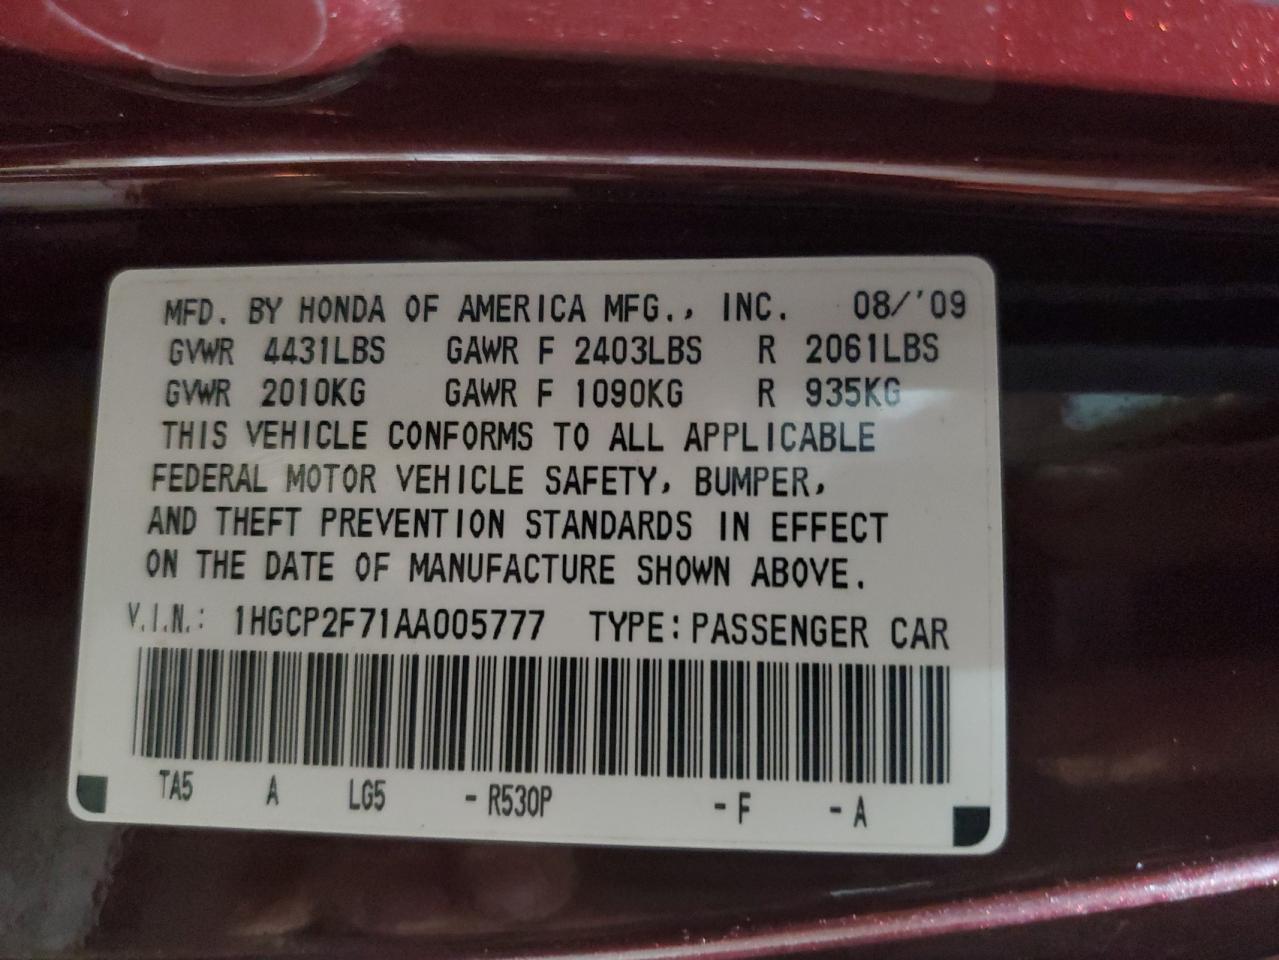 MFD. BY HONDA OF AMERICA MFG., INC. 08/'09
GVWR 4431LBS GAWR F 2403LBS R 2061LBS
GVWR 2010KG GAWR F 1090KG R 935KG
THIS VEHICLE CONFORMS TO ALL APPLICABLE
FEDERAL MOTOR VEHICLE SAFETY, BUMPER,
AND THEFT PREVENTION STANDARDS IN EFFECT
ON THE DATE OF MANUFACTURE SHOWN ABOVE.
V.I.N.: 1HGCP2F71AA005777 TYPE: PASSENGER CAR
TA5 A LG5 - R530P - F - A